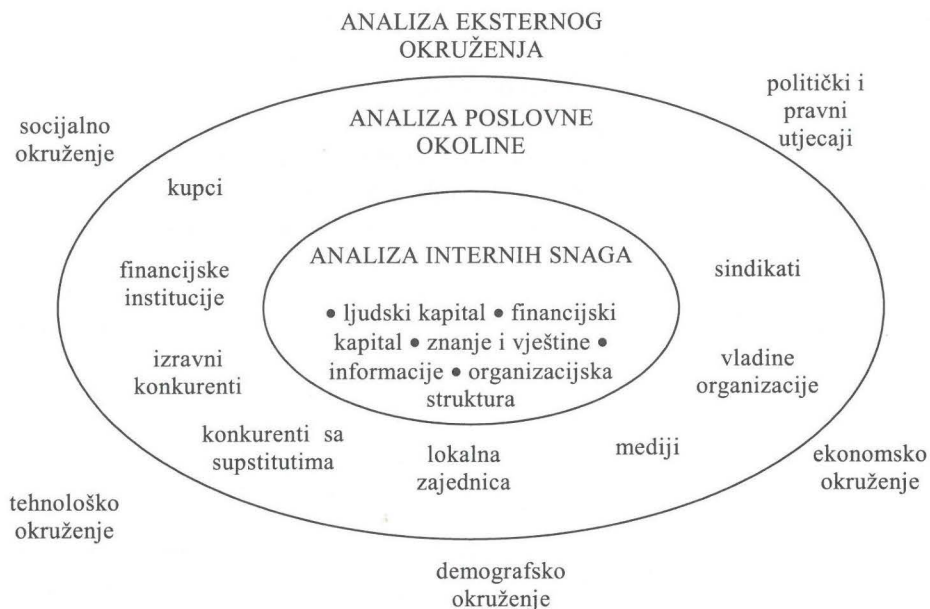 ANALIZA EKSTERNOG
OKRUŽENJA
politički i
pravni
utjecaji
socijalno
okruženje
ANALIZA POSLOVNE
OKOLINE
kupci
financijske
institucije
sindikati
ANALIZA INTERNIH SNAGA
• ljudski kapital • financijski
kapital • znanje i vještine •
informacije • organizacijska
struktura
izravni
konkurenti
vladine
organizacije
konkurenti sa
supstitutima
lokalna
zajednica
mediji
ekonomsko
okruženje
tehnološko
okruženje
demografsko
okruženje